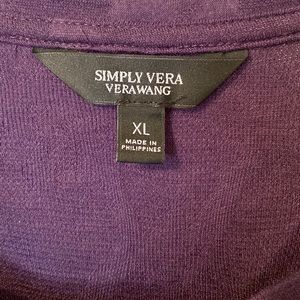 SIMPLY VERA
VERAWANG
XL
MADE IN
PHILIPPINES